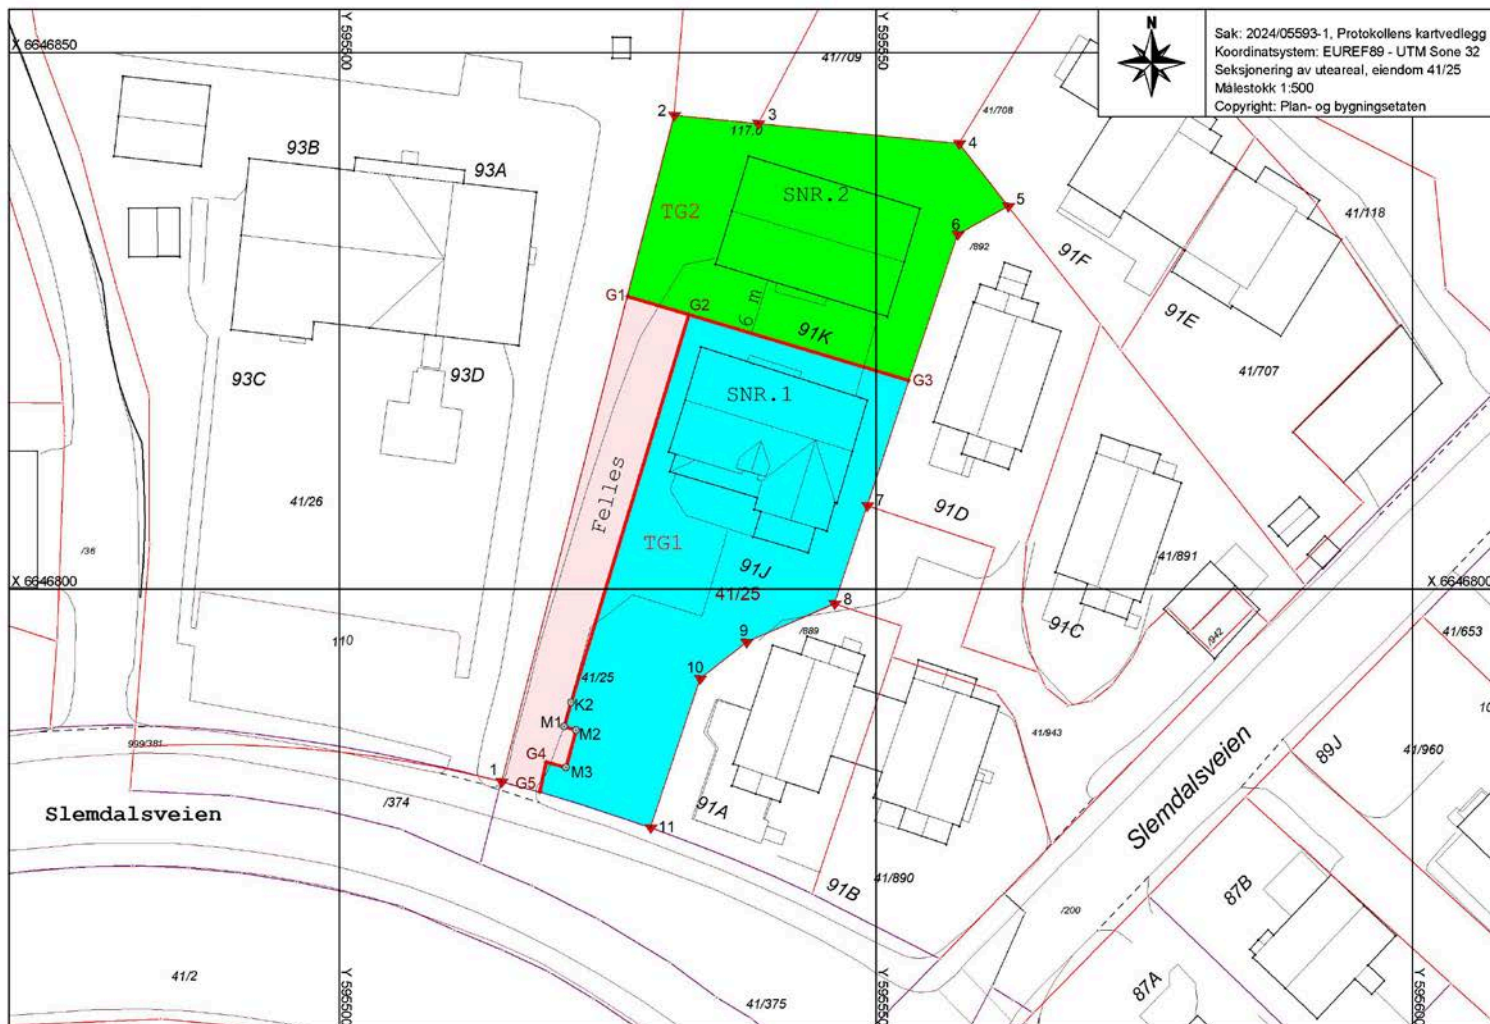 X 6646850
Y 595500
Y 595550
41/709
N
Sak: 2024/05593-1, Protokollens kartvedlegg
Koordinatsystem: EUREF89 - UTM Sone 32
Seksjonering av uteareal, eiendom 41/25
Målestokk 1:500
Copyright: Plan- og bygningsetaten
2
3
117.0
41/708
4
93B
93A
SNR.2
TG2
5
6
/892
41/118
91F
G1
G2
6 m
91K
91E
93C
93D
G3
41/707
SNR.1
Felles
41/26
7
91D
TG1
/36
41/891
91J
X 6646800
41/25
X 6646800
8
/889
91C
/942
41/653
110
9
10
41/25
K2
M1
M2
999/381
41/943
Slemdalsveien
89J
41/960
G4
M3
1
G5
/374
91A
Slemdalsveien
11
91B
41/890
87B
/200
41/2
Y 595500
41/375
Y 595550
87A
Y 595600